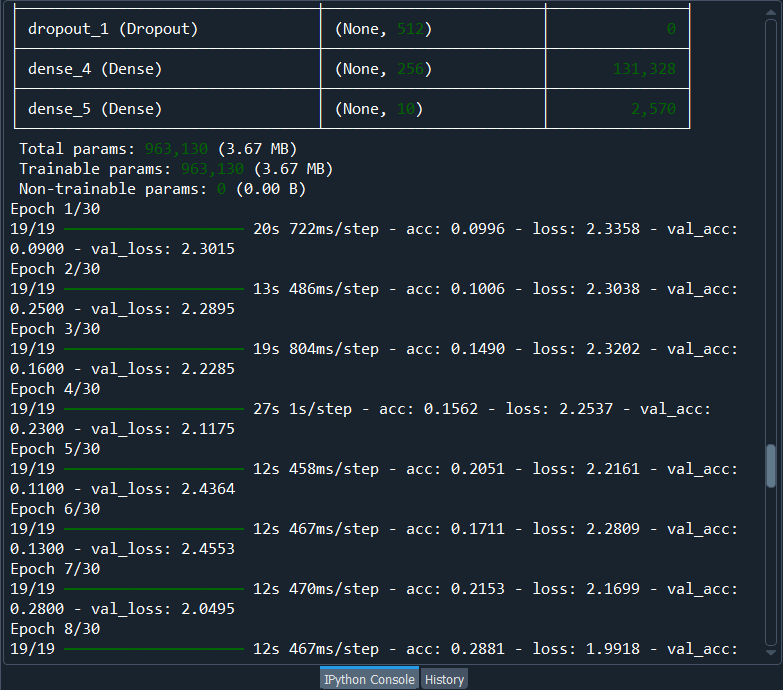 dropout_1 (Dropout) (None, 512) 0
dense_4 (Dense) (None, 256) 131,328
dense_5 (Dense) (None, 10) 2,570
Total params: 963,130 (3.67 MB)
Trainable params: 963,130 (3.67 MB)
Non-trainable params: 0 (0.00 B)
Epoch 1/30
19/19 ━━━━━━━━━━━━━━━━━━━━ 20s 722ms/step - acc: 0.0996 - loss: 2.3358 - val_acc:
0.0900 - val_loss: 2.3015
Epoch 2/30
19/19 ━━━━━━━━━━━━━━━━━━━━ 13s 486ms/step - acc: 0.1006 - loss: 2.3038 - val_acc:
0.2500 - val_loss: 2.2895
Epoch 3/30
19/19 ━━━━━━━━━━━━━━━━━━━━ 19s 804ms/step - acc: 0.1490 - loss: 2.3202 - val_acc:
0.1600 - val_loss: 2.2285
Epoch 4/30
19/19 ━━━━━━━━━━━━━━━━━━━━ 27s 1s/step - acc: 0.1562 - loss: 2.2537 - val_acc:
0.2300 - val_loss: 2.1175
Epoch 5/30
19/19 ━━━━━━━━━━━━━━━━━━━━ 12s 458ms/step - acc: 0.2051 - loss: 2.2161 - val_acc:
0.1100 - val_loss: 2.4364
Epoch 6/30
19/19 ━━━━━━━━━━━━━━━━━━━━ 12s 467ms/step - acc: 0.1711 - loss: 2.2809 - val_acc:
0.1300 - val_loss: 2.4553
Epoch 7/30
19/19 ━━━━━━━━━━━━━━━━━━━━ 12s 470ms/step - acc: 0.2153 - loss: 2.1699 - val_acc:
0.2800 - val_loss: 2.0495
Epoch 8/30
19/19 ━━━━━━━━━━━━━━━━━━━━ 12s 467ms/step - acc: 0.2881 - loss: 1.9918 - val_acc:
IPython Console History